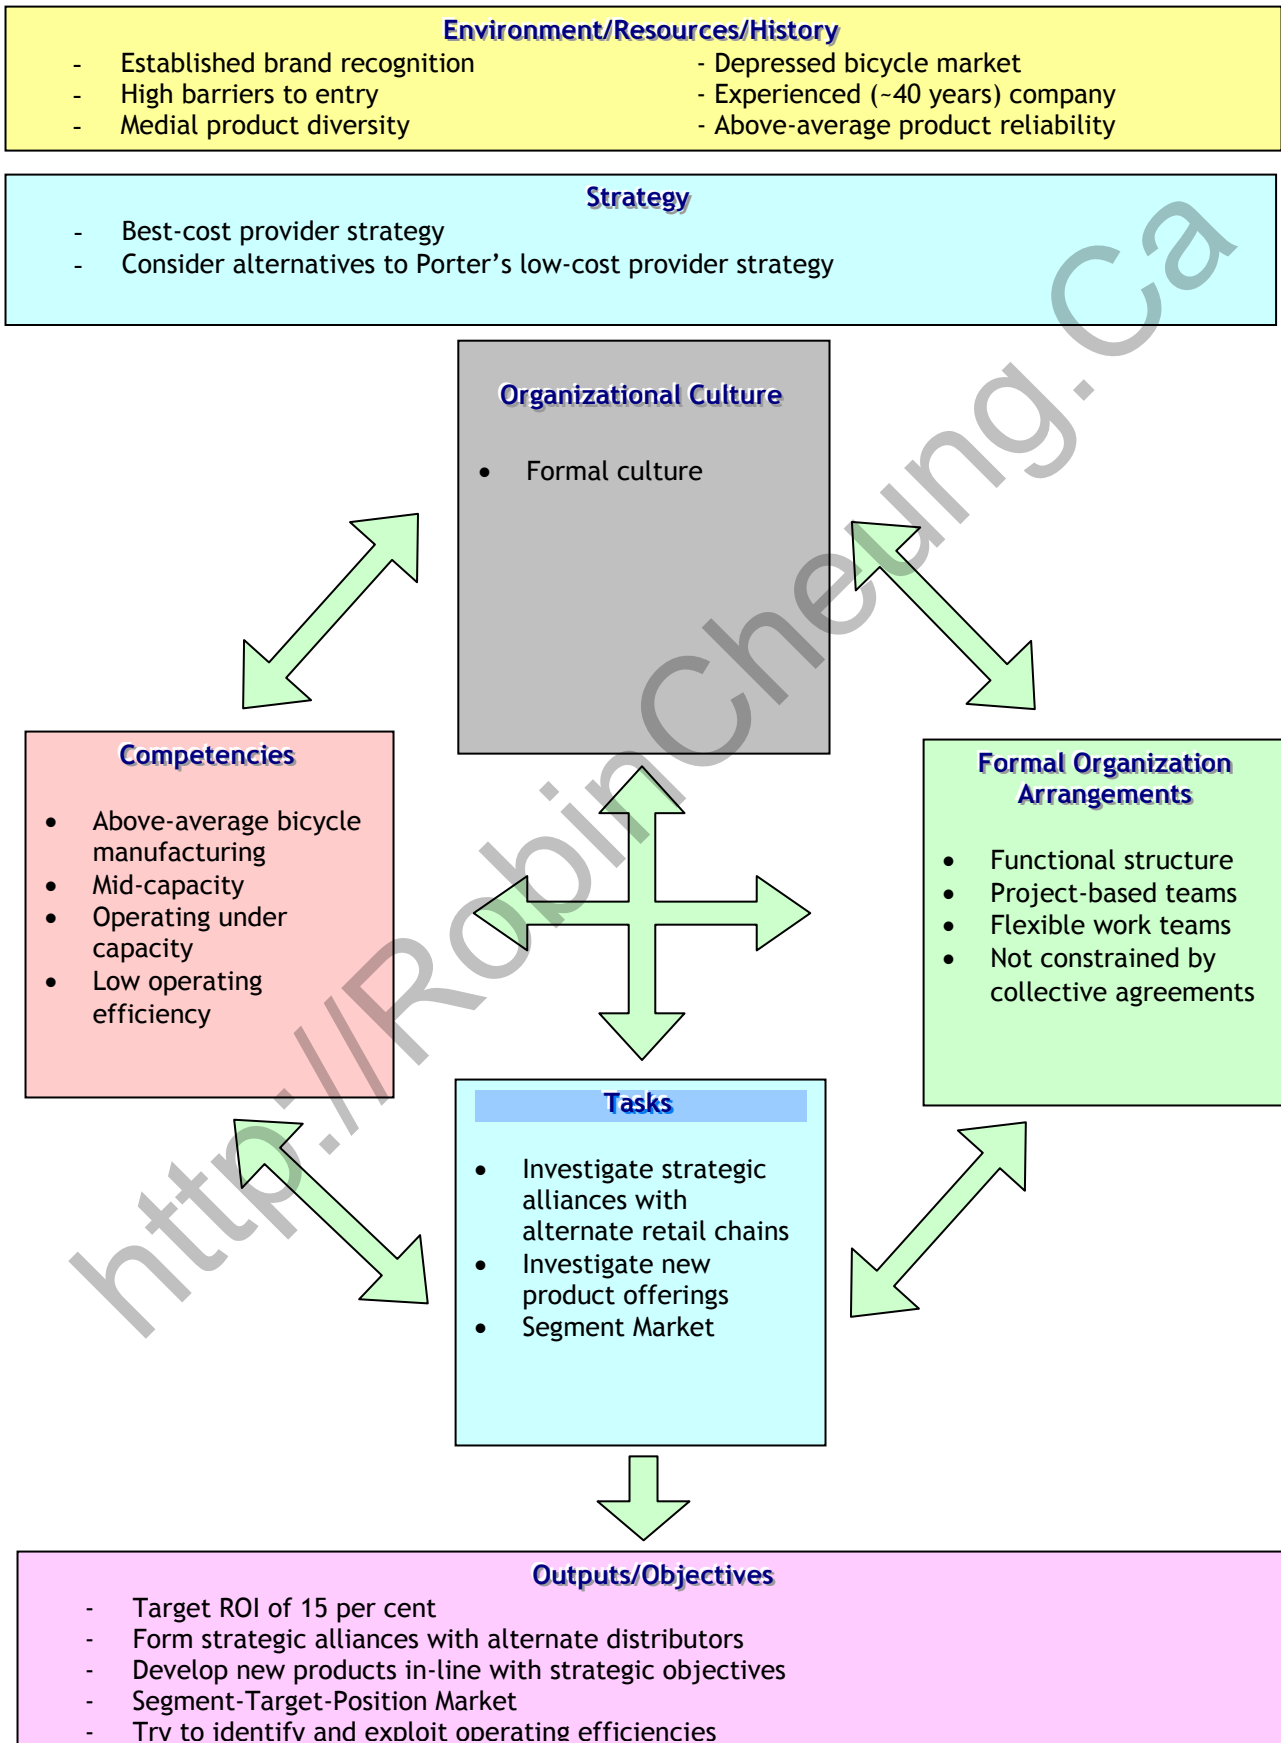 Environment/Resources/History
- Established brand recognition
- High barriers to entry
- Medial product diversity
- Depressed bicycle market
- Experienced (~40 years) company
- Above-average product reliability
Strategy
- Best-cost provider strategy
- Consider alternatives to Porter’s low-cost provider strategy
Organizational Culture
• Formal culture
Competencies
• Above-average bicycle
manufacturing
• Mid-capacity
• Operating under
capacity
• Low operating
efficiency
Formal Organization
Arrangements
• Functional structure
• Project-based teams
• Flexible work teams
• Not constrained by
collective agreements
Tasks
• Investigate strategic
alliances with
alternate retail chains
• Investigate new
product offerings
• Segment Market
Outputs/Objectives
- Target ROI of 15 per cent
- Form strategic alliances with alternate distributors
- Develop new products in-line with strategic objectives
- Segment-Target-Position Market
- Try to identify and exploit operating efficiencies
http://RobinCheung.Ca